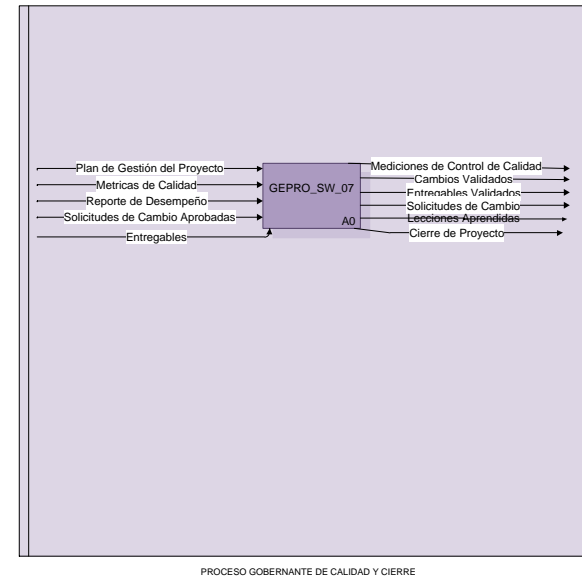 Plan de Gestión del Proyecto
Metricas de Calidad
Reporte de Desempeño
Solicitudes de Cambio Aprobadas
Entregables
GEPRO_SW_07
A0
Mediciones de Control de Calidad
Cambios Validados
Entregables Validados
Solicitudes de Cambio
Lecciones Aprendidas
Cierre de Proyecto
PROCESO GOBERNANTE DE CALIDAD Y CIERRE